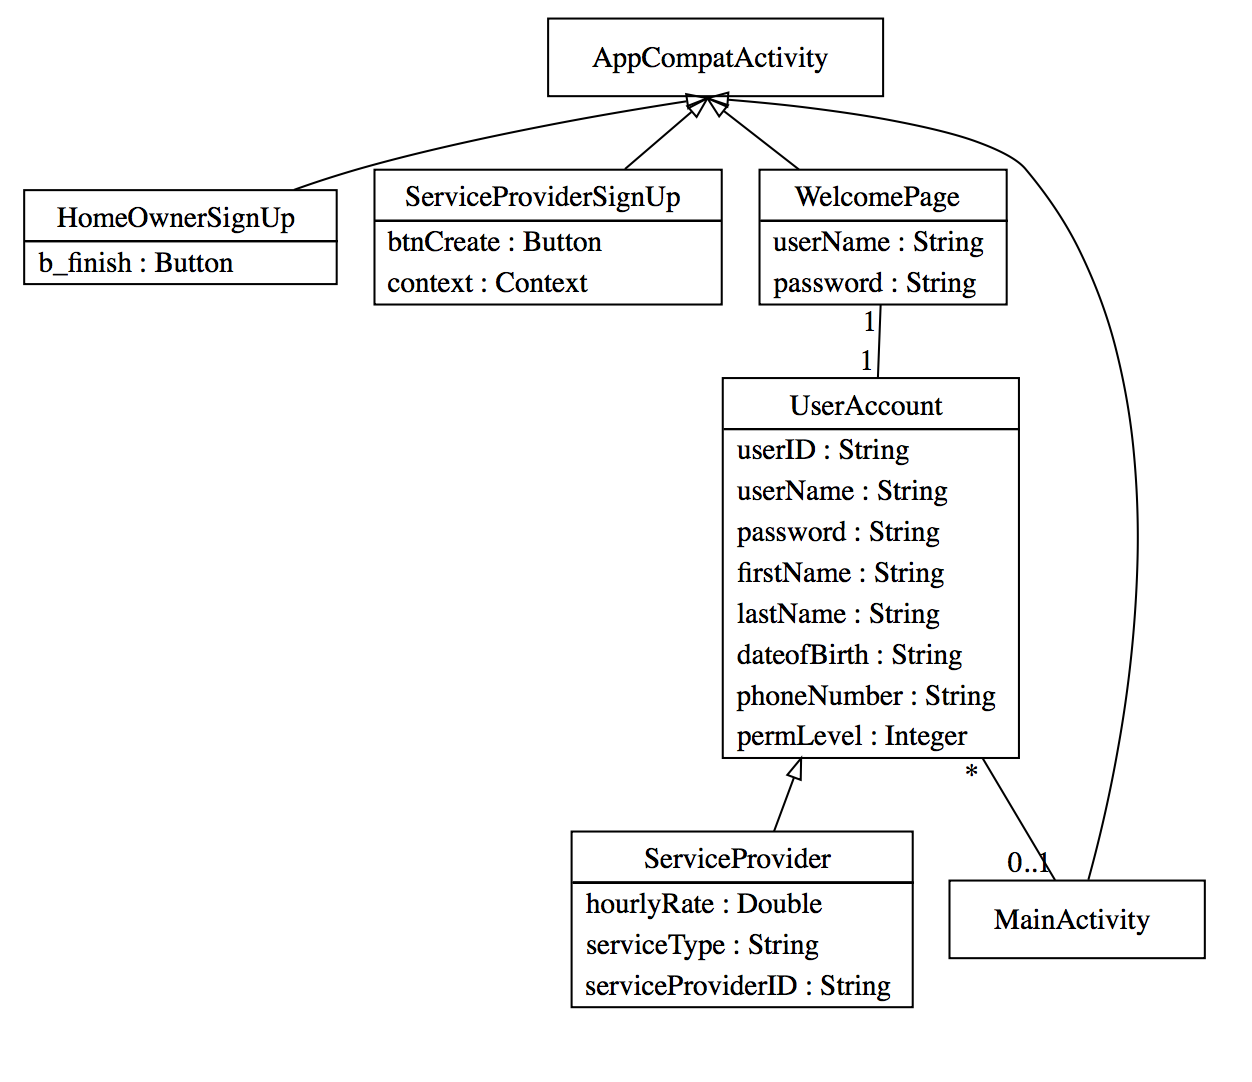 AppCompatActivity
HomeOwnerSignUp
b_finish : Button
ServiceProviderSignUp
btnCreate : Button
context : Context
WelcomePage
userName : String
password : String
1
1
UserAccount
userID : String
userName : String
password : String
firstName : String
lastName : String
dateofBirth : String
phoneNumber : String
permLevel : Integer
*
0..1
ServiceProvider
hourlyRate : Double
serviceType : String
serviceProviderID : String
MainActivity